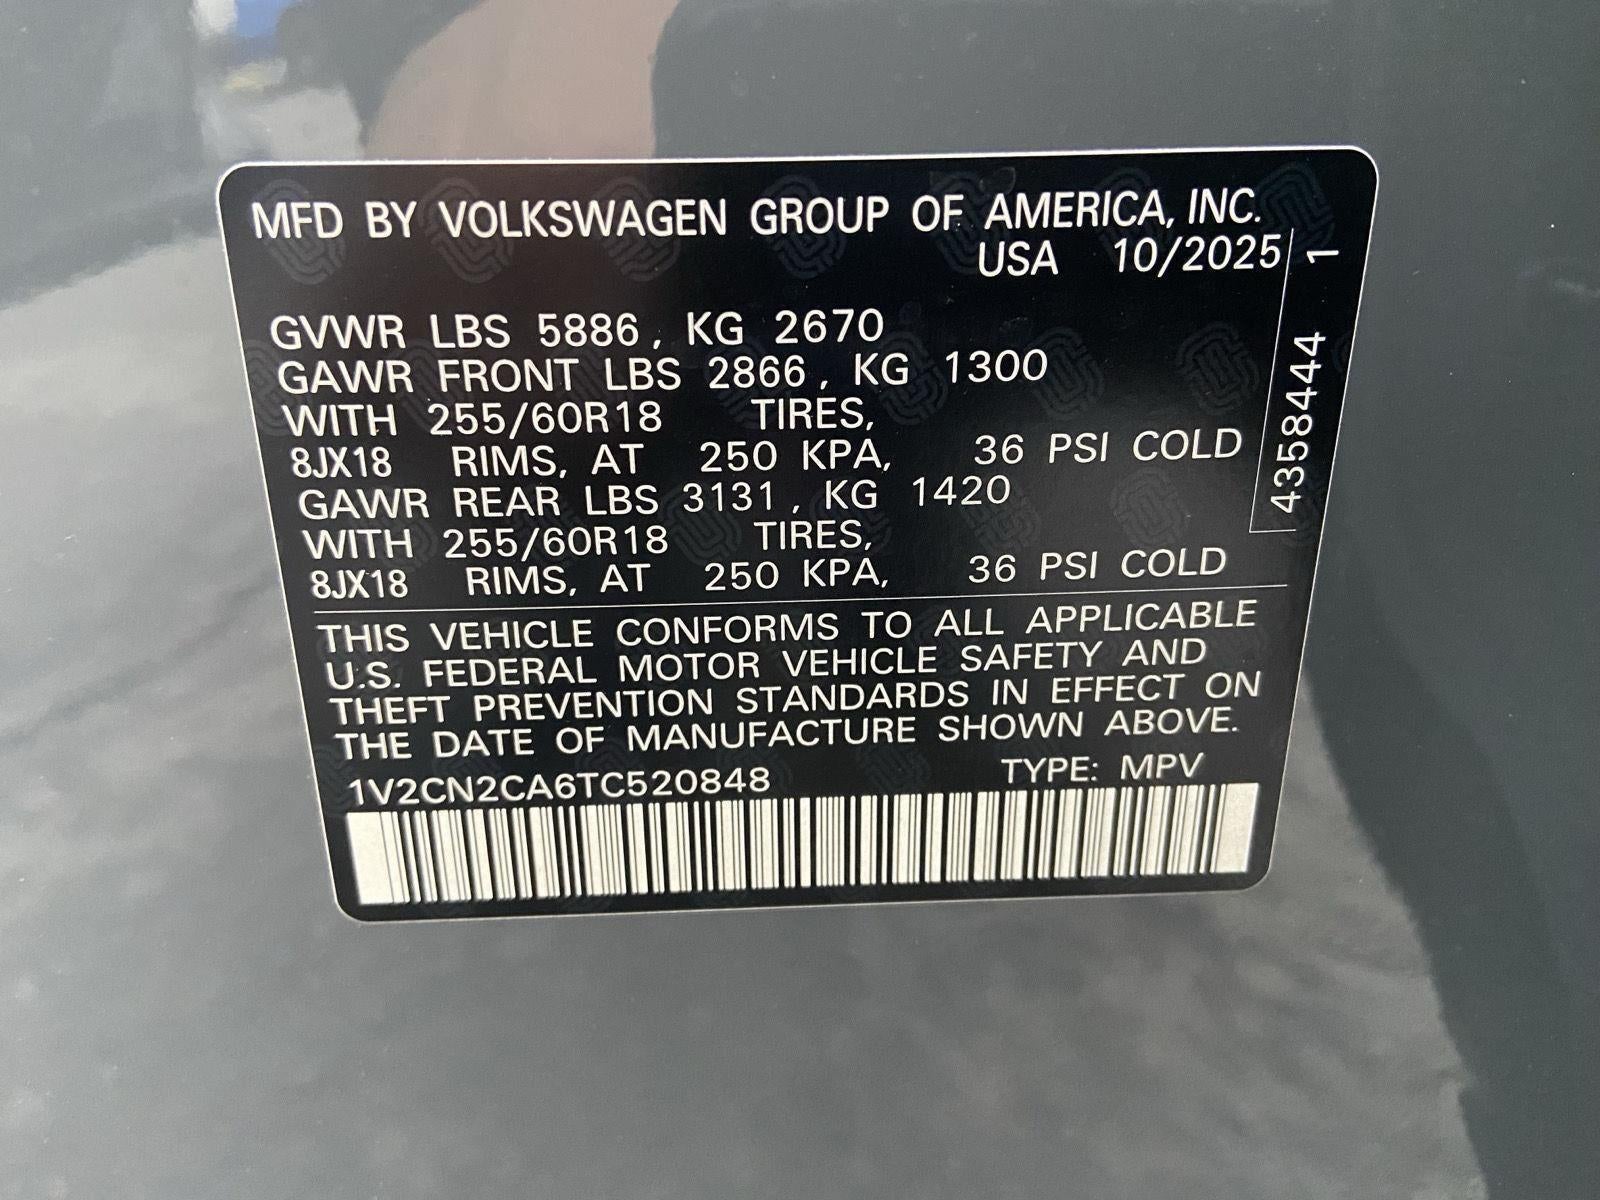 MFD BY VOLKSWAGEN GROUP OF AMERICA, INC.
USA 10/2025
GVWR LBS 5886, KG 2670
GAWR FRONT LBS 2866, KG 1300
WITH 255/60R18 TIRES,
8JX18 RIMS, AT 250 KPA, 36 PSI COLD
GAWR REAR LBS 3131, KG 1420
WITH 255/60R18 TIRES,
8JX18 RIMS, AT 250 KPA, 36 PSI COLD
4358444 1
THIS VEHICLE CONFORMS TO ALL APPLICABLE
U.S. FEDERAL MOTOR VEHICLE SAFETY AND
THEFT PREVENTION STANDARDS IN EFFECT ON
THE DATE OF MANUFACTURE SHOWN ABOVE.
1V2CN2CA6TC520848 TYPE: MPV